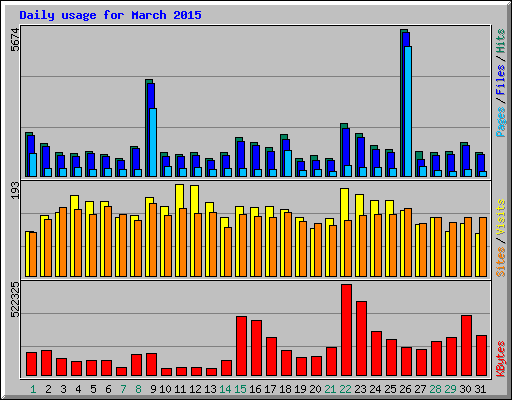 Daily usage for March 2015
5674
Pages / Files / Hits
193
Sites / Visits
522325
KBytes
1 2 3 4 5 6 7 8 9 10 11 12 13 14 15 16 17 18 19 20 21 22 23 24 25 26 27 28 29 30 31